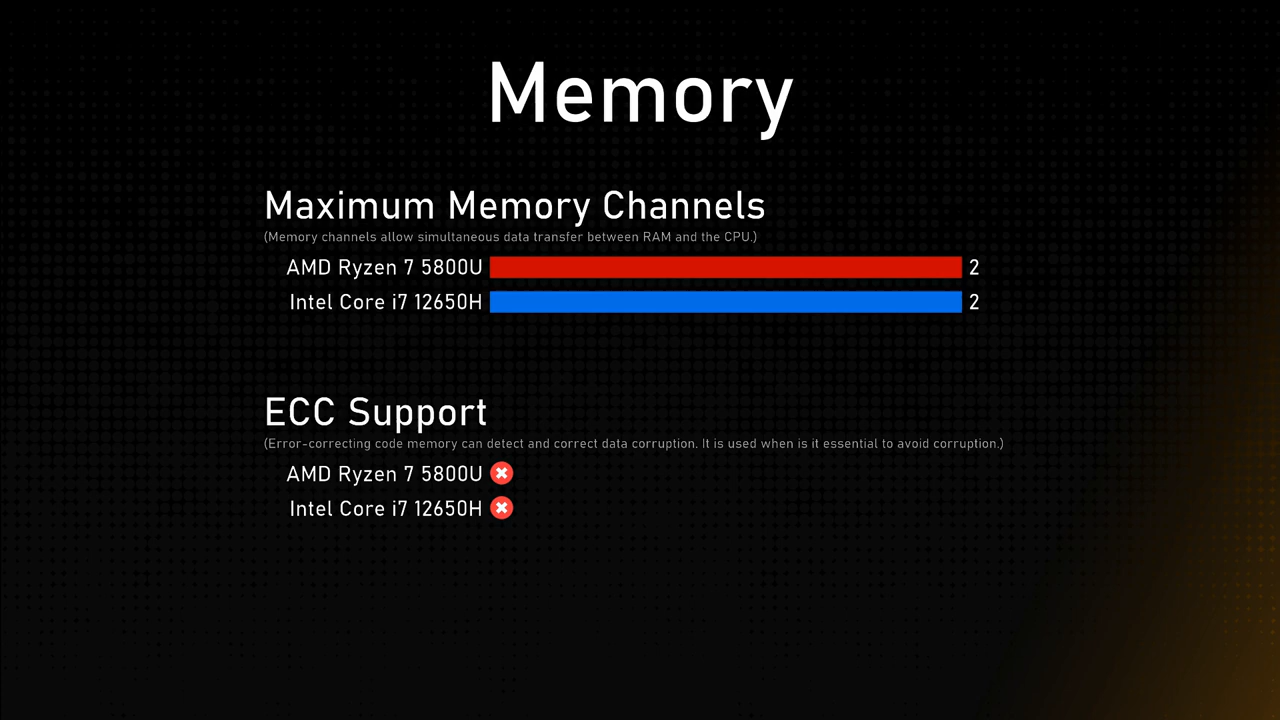 Memory
Maximum Memory Channels
(Memory channels allow simultaneous data transfer between RAM and the CPU.)
AMD Ryzen 7 5800U 2
Intel Core i7 12650H 2
ECC Support
(Error-correcting code memory can detect and correct data corruption. It is used when is it essential to avoid corruption.)
AMD Ryzen 7 5800U
Intel Core i7 12650H